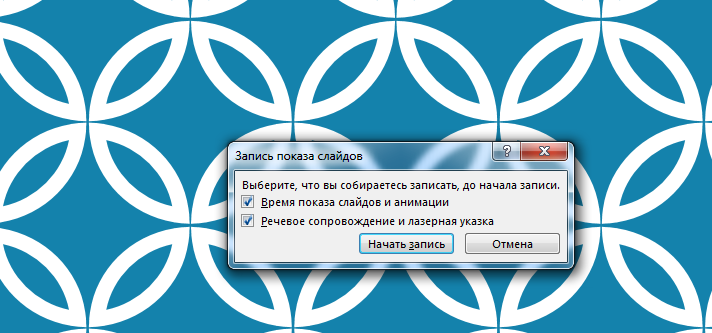 Запись показа слайдов
?
Выберите, что вы собираетесь записать, до начала записи.
Время показа слайдов и анимации
Речевое сопровождение и лазерная указка
Начать запись Отмена